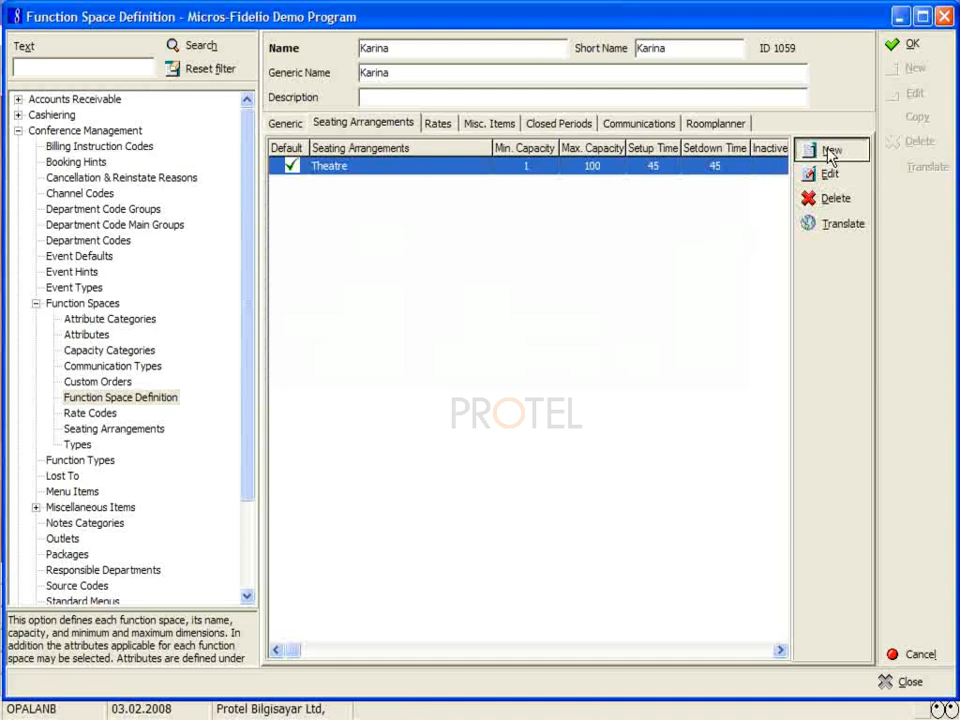 Function Space Definition - Micros-Fidelio Demo Program
Text
Search
Reset filter
Accounts Receivable
Cashiering
Conference Management
Billing Instruction Codes
Booking Hints
Cancellation & Reinstate Reasons
Channel Codes
Department Code Groups
Department Code Main Groups
Department Codes
Event Defaults
Event Hints
Event Types
Function Spaces
Attribute Categories
Attributes
Capacity Categories
Communication Types
Custom Orders
Function Space Definition
Rate Codes
Seating Arrangements
Types
Function Types
Lost To
Menu Items
Miscellaneous Items
Notes Categories
Outlets
Packages
Responsible Departments
Source Codes
Standard Menus
This option defines each function space, its name,
capacity, and minimum and maximum dimensions. In
addition the attributes applicable for each function
space may be selected. Attributes are defined under
Name Karina Short Name Karina ID 1059
Generic Name Karina
Description
Generic Seating Arrangements Rates Misc. Items Closed Periods Communications Roomplanner
Default Seating Arrangements Min. Capacity Max. Capacity Setup Time Setdown Time Inactive
Theatre 1 100 45 45
PROTEL
New
Edit
Delete
Translate
OK
New
Edit
Copy
Delete
Translate
Cancel
Close
OPALANB 03.02.2008 Protel Bilgisayar Ltd,